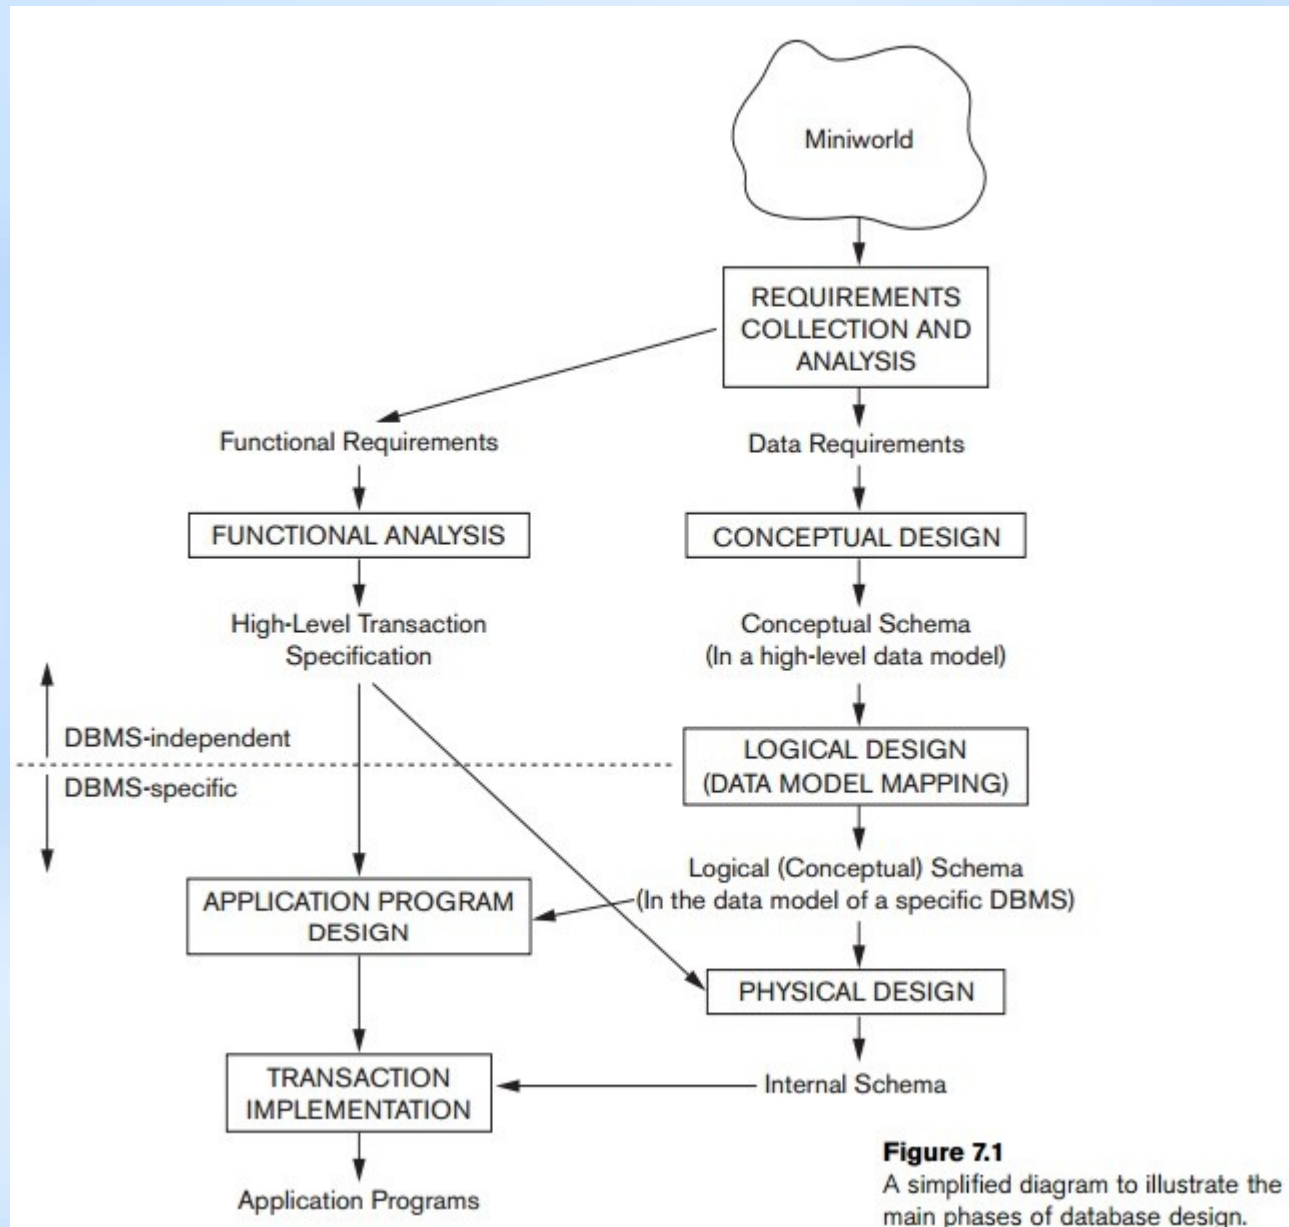 Miniworld
REQUIREMENTS
COLLECTION AND
ANALYSIS
Functional Requirements
Data Requirements
FUNCTIONAL ANALYSIS
CONCEPTUAL DESIGN
High-Level Transaction
Specification
Conceptual Schema
(In a high-level data model)
DBMS-independent
DBMS-specific
LOGICAL DESIGN
(DATA MODEL MAPPING)
Logical (Conceptual) Schema
(In the data model of a specific DBMS)
APPLICATION PROGRAM
DESIGN
PHYSICAL DESIGN
Internal Schema
TRANSACTION
IMPLEMENTATION
Application Programs
Figure 7.1
A simplified diagram to illustrate the
main phases of database design.